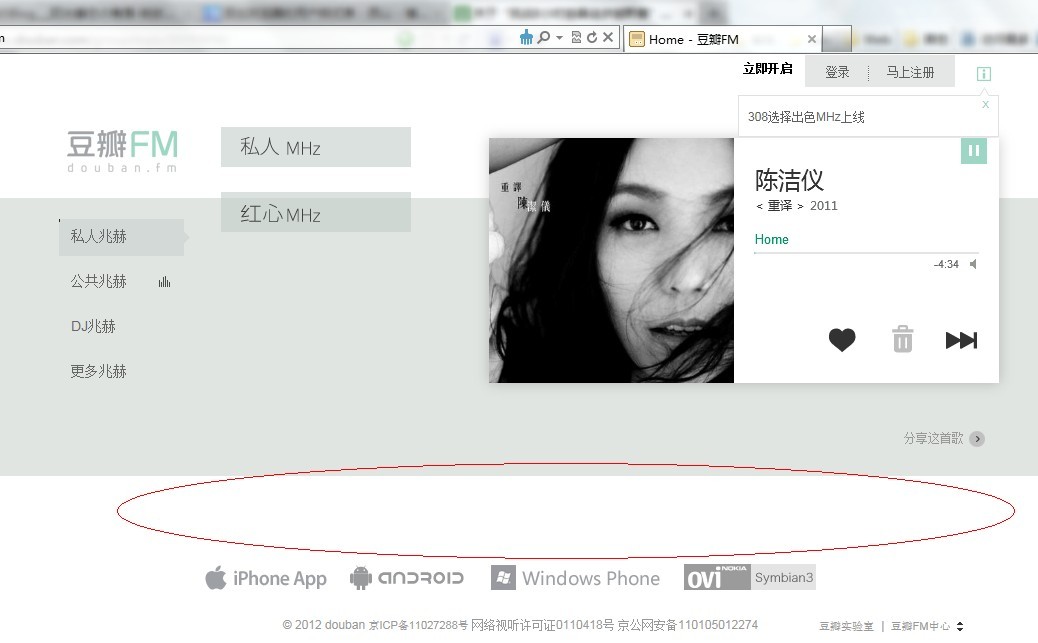 Home - 豆瓣FM
立即开启 登录 马上注册
308选择出色MHz上线
豆瓣FM
douban.fm
私人 MHz
红心MHz
私人兆赫
公共兆赫
DJ兆赫
更多兆赫
重譯
陳潔儀
陈洁仪
< 重译 > 2011
Home
-4:34
分享这首歌
iPhone App ANDROID Windows Phone OVI NOKIA Symbian3
© 2012 douban 京ICP备11027288号 网络视听许可证0110418号 京公网安备110105012274 豆瓣实验室 | 豆瓣FM中心